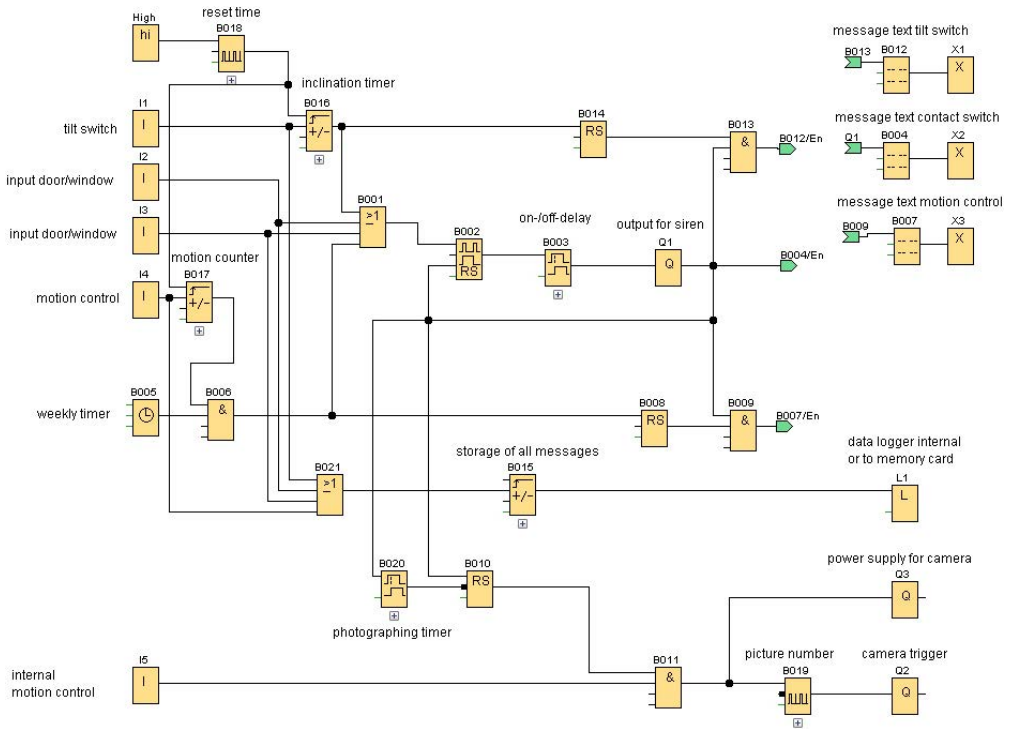 High
hi
reset time
B018
inclination timer
B016
+/−
I1
I
tilt switch
I2
I
input door/window
I3
I
input door/window
motion counter
B017
+/−
I4
I
motion control
B001
≥1
B002
RS
on-/off-delay
B003
output for siren
Q1
Q
B014
RS
B013
&
B012/En
B004/En
message text tilt switch
B013
B012
X1
X
message text contact switch
Q1
B004
X2
X
message text motion control
B009
B007
X3
X
B005
weekly timer
B006
&
B008
RS
B009
&
B007/En
B021
≥1
storage of all messages
B015
+/−
data logger internal
or to memory card
L1
L
B020
photographing timer
B010
RS
power supply for camera
Q3
Q
internal
motion control
I5
I
B011
&
picture number
B019
camera trigger
Q2
Q